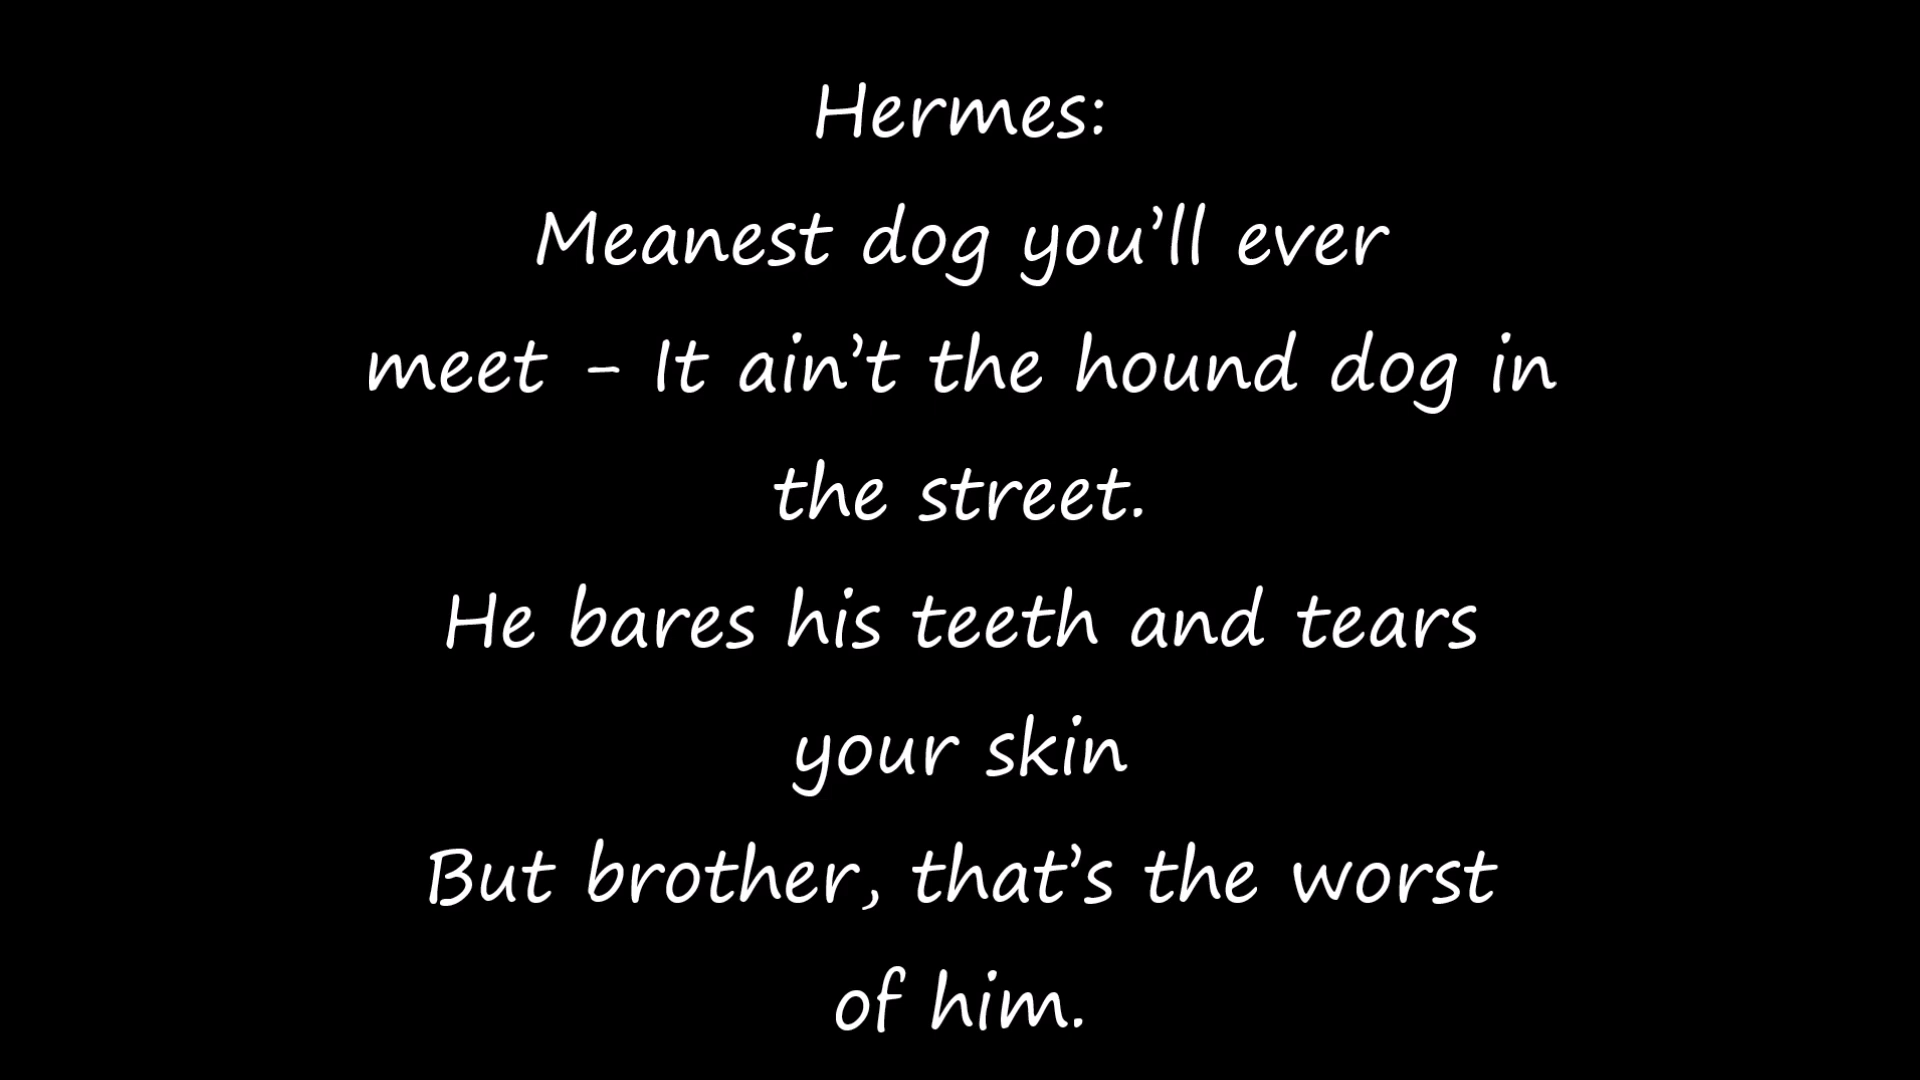 Hermes:
Meanest dog you’ll ever
meet - It ain’t the hound dog in
the street.
He bares his teeth and tears
your skin
But brother, that’s the worst
of him.